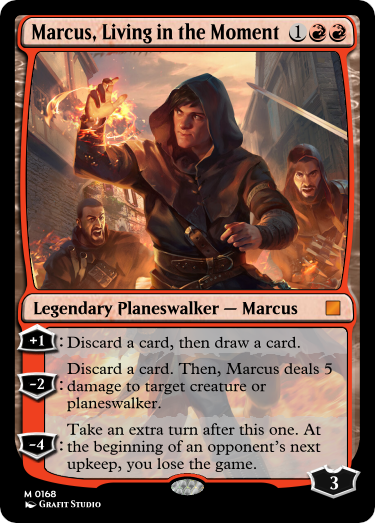 Marcus, Living in the Moment 1
Legendary Planeswalker — Marcus
+1: Discard a card, then draw a card.
Discard a card. Then, Marcus deals 5
-2: damage to target creature or
planeswalker.
Take an extra turn after this one. At
-4: the beginning of an opponent's next
upkeep, you lose the game.
3
M 0168
Grafit Studio